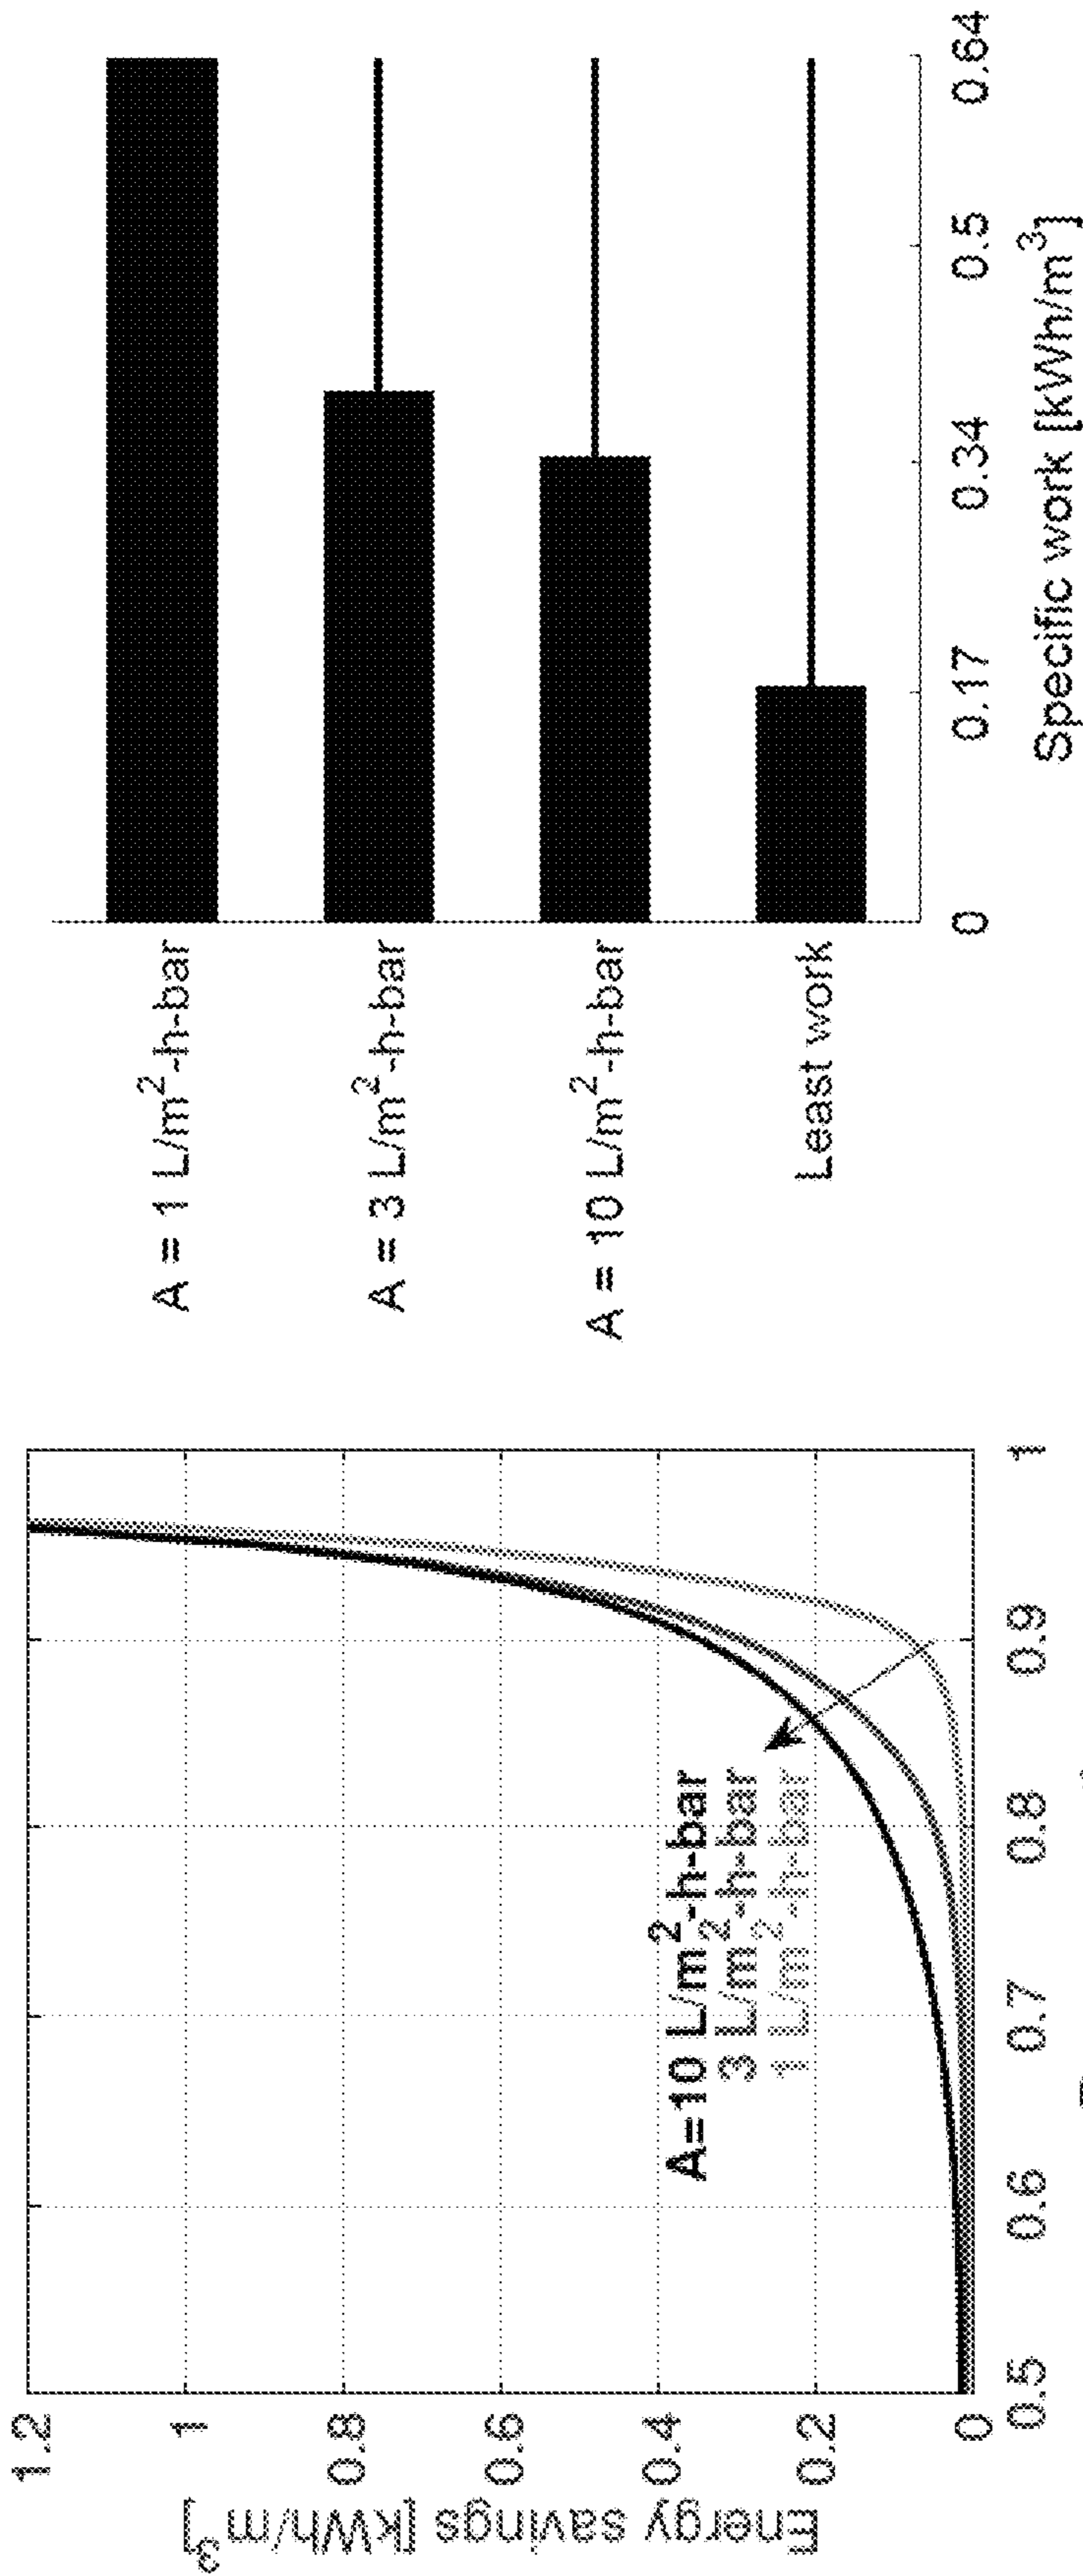 Energy savings [kWh/m³]
1.2
1
0.8
0.6
0.4
0.2
0
A=10 L/m²-h-bar
3 L/m²-h-bar
1 L/m²-h-bar
0.5
0.6
0.7
0.8
0.9
1
A = 1 L/m²-h-bar
A = 3 L/m²-h-bar
A = 10 L/m²-h-bar
Least work
0
0.17
0.34
0.5
0.64
Specific work [kWh/m³]